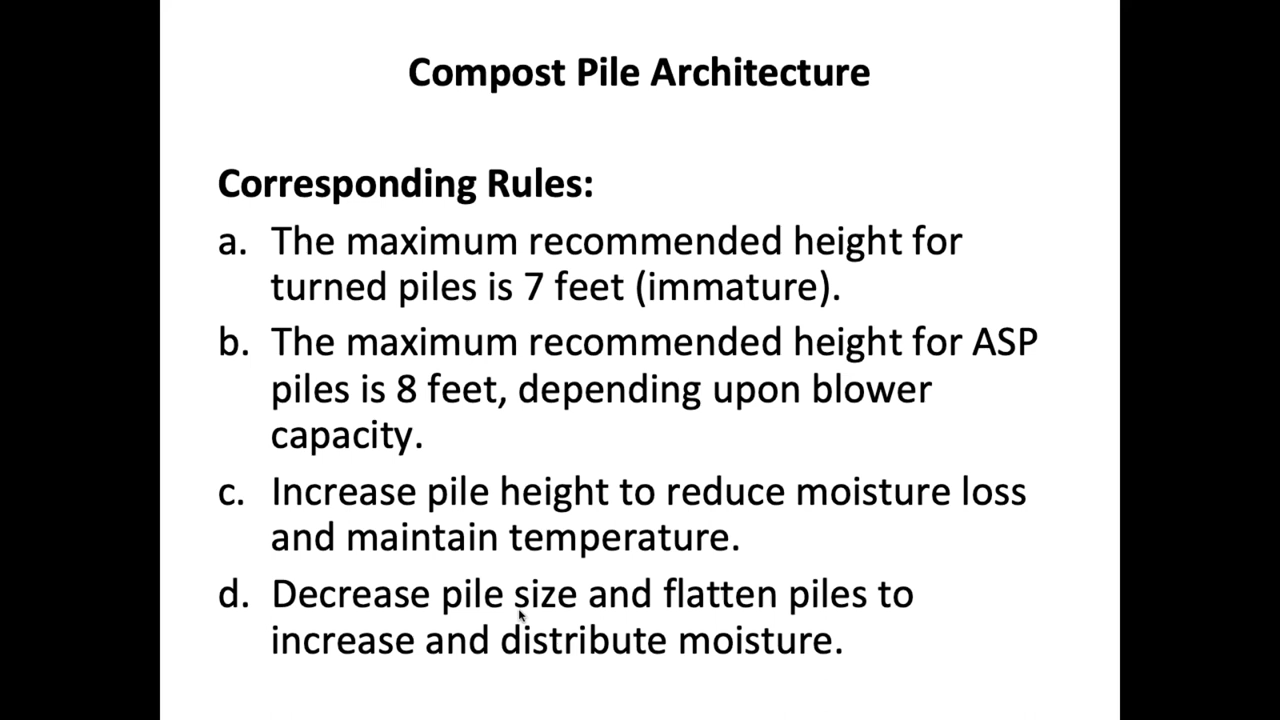 Compost Pile Architecture
Corresponding Rules:
a. The maximum recommended height for
turned piles is 7 feet (immature).
b. The maximum recommended height for ASP
piles is 8 feet, depending upon blower
capacity.
c. Increase pile height to reduce moisture loss
and maintain temperature.
d. Decrease pile size and flatten piles to
increase and distribute moisture.